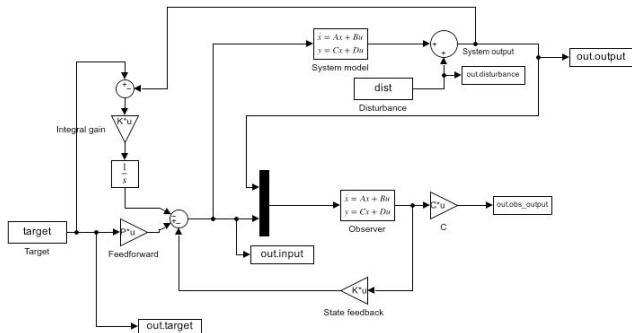 ẋ = Ax + Bu
y = Cx + Du
System model
+
+
System output
out.output
out.disturbance
dist
Disturbance
+
−
K*u
Integral gain
1
s
ẋ = Ax + Bu
y = Cx + Du
Observer
C*u
C
out.obs_output
target
Target
P*u
Feedforward
−
+
−
out.input
K*u
State feedback
out.target